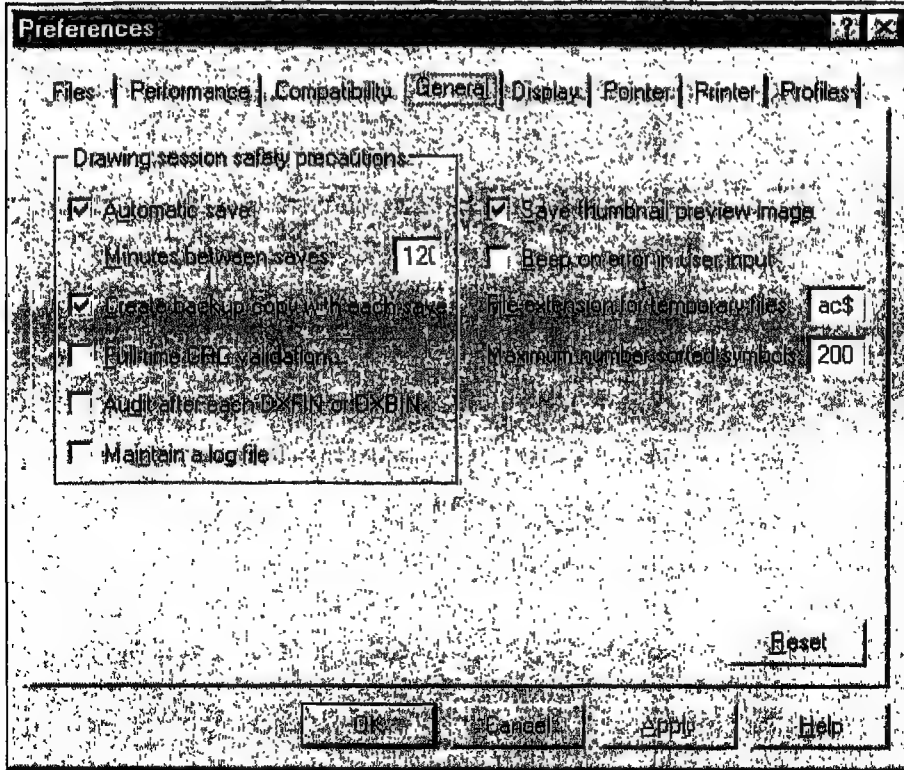 Preferences
Files Performance Compatibility General Display Pointer Printer Profiles
Drawing session safety precautions
Automatic save
Minutes between saves: 120
Create backup copy with each save
Full-time CRC validation
Audit after each DXFIN or DXBIN
Maintain a log file
Save thumbnail preview image
Beep on error in user input
File extension for temporary files: ac$
Maximum number sorted symbols: 200
Reset
OK Cancel Apply Help